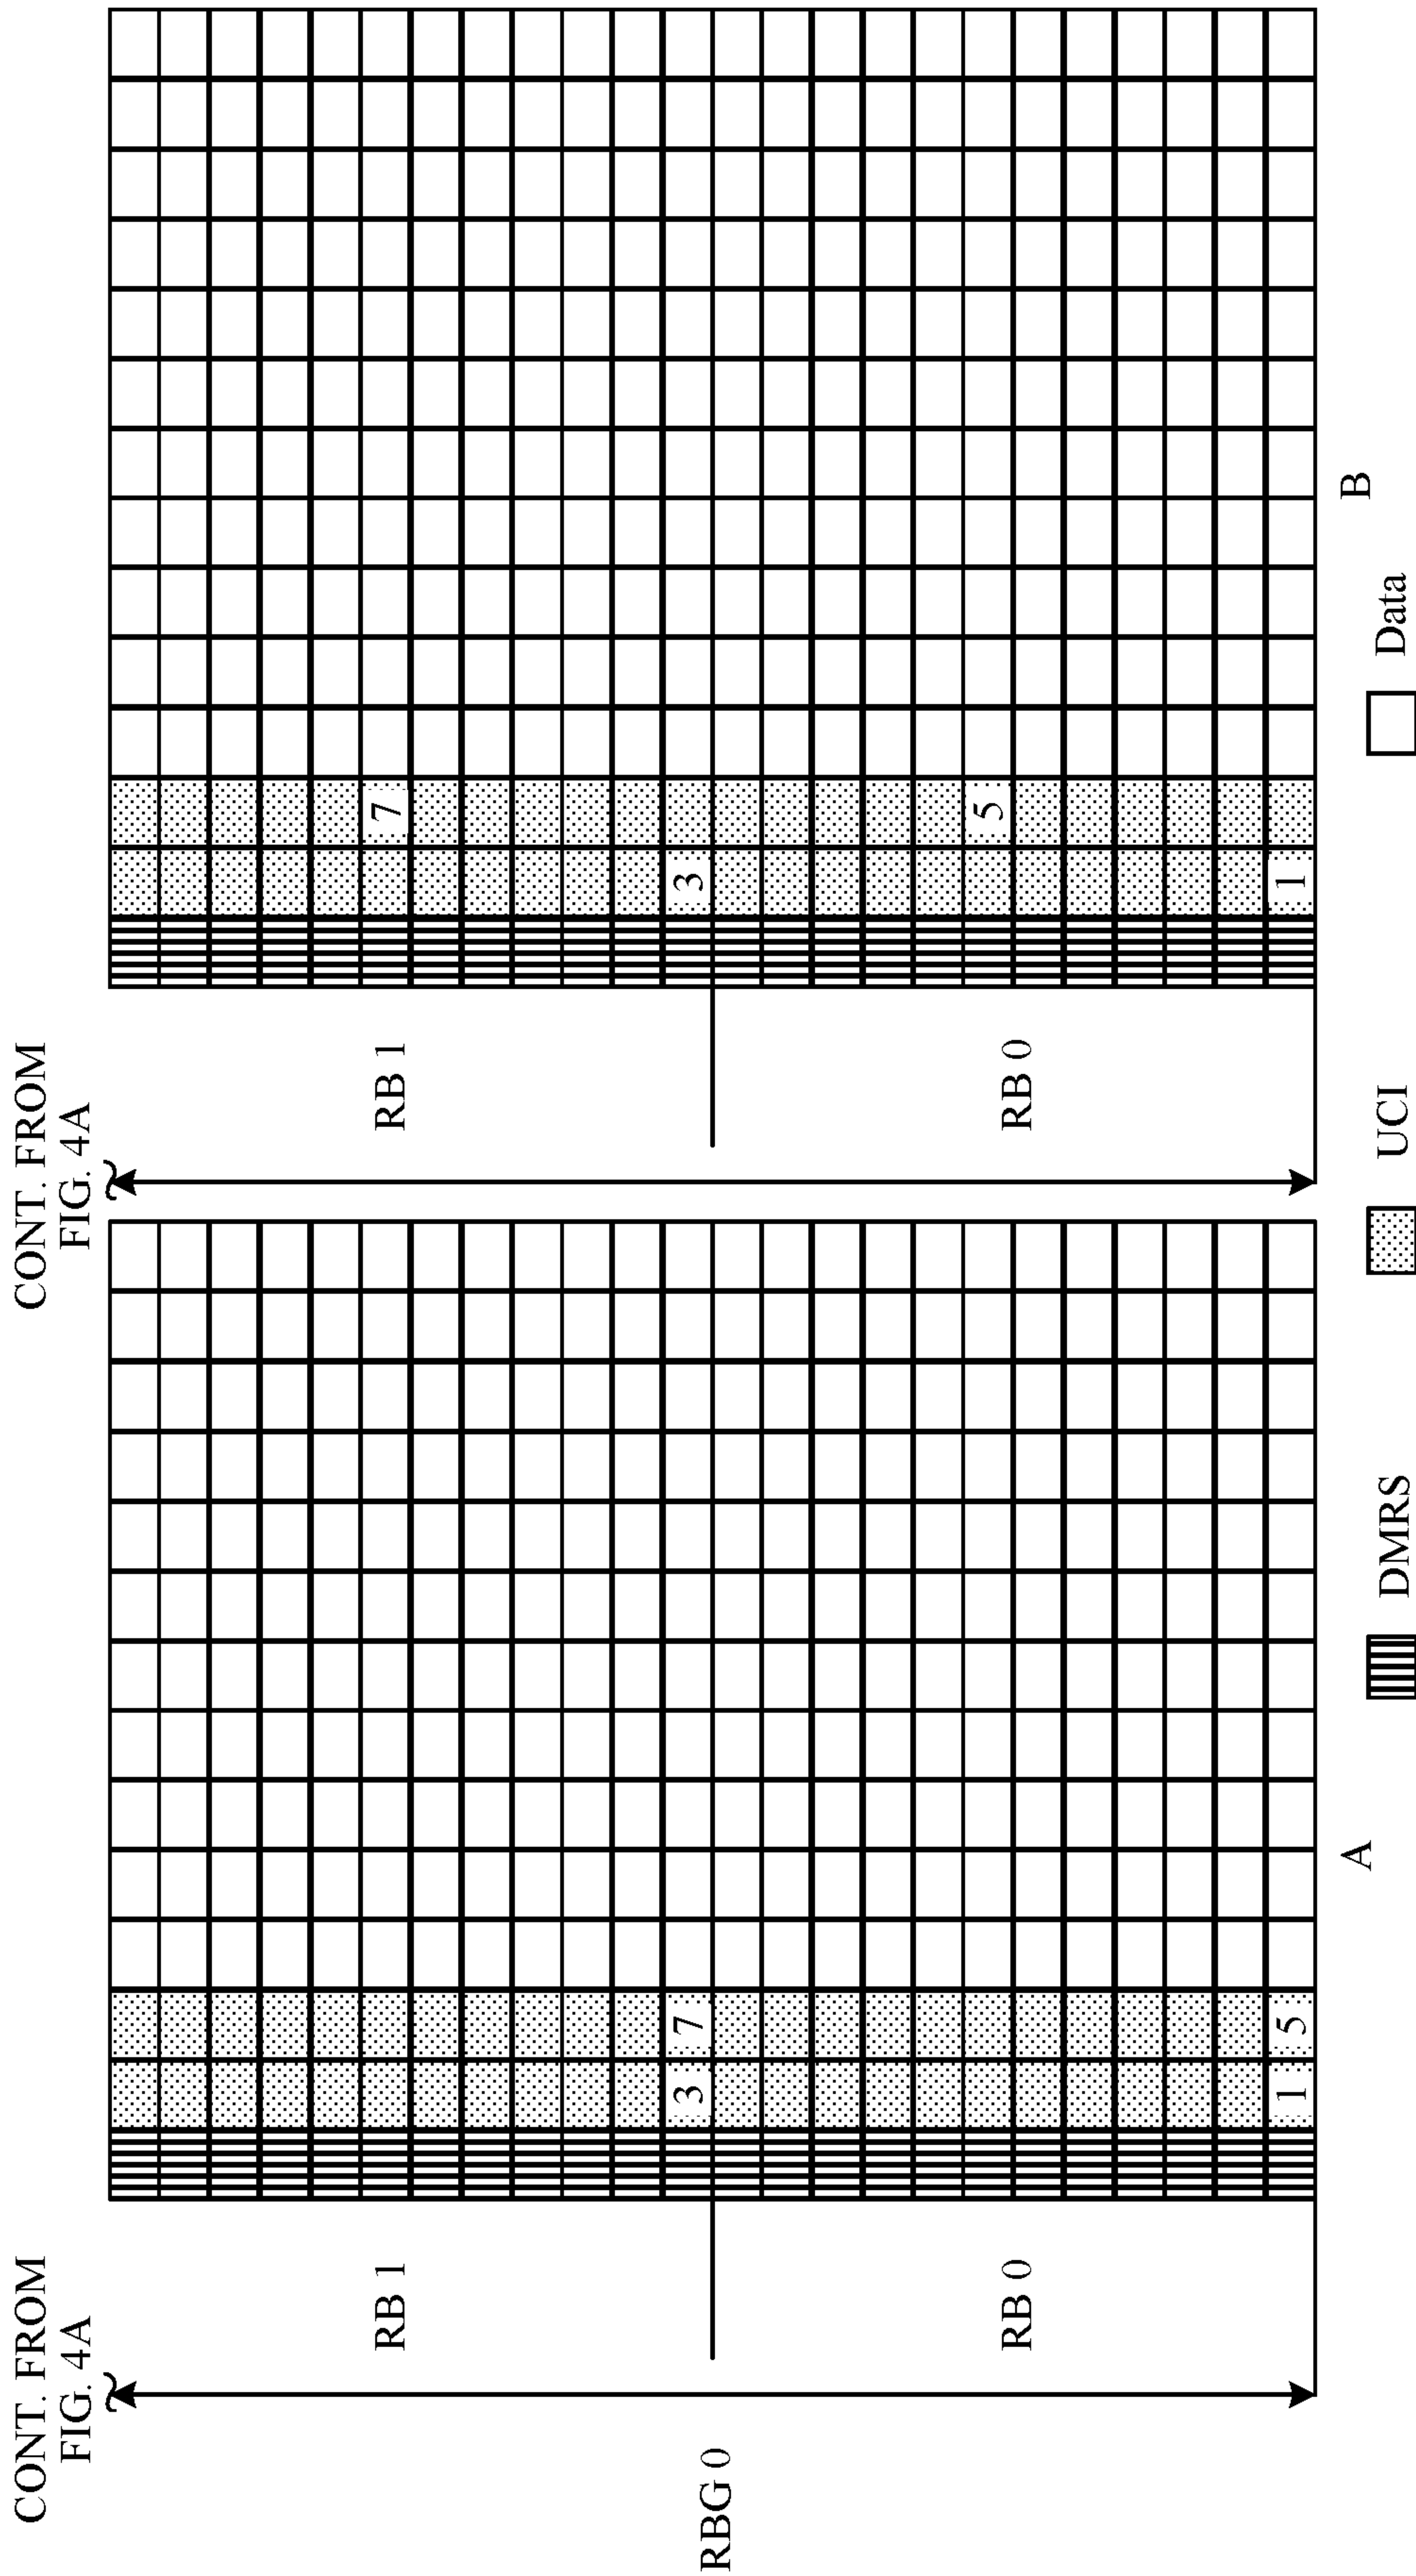 CONT. FROM
FIG. 4A
RBG 0
RB 1
3 7
RB 0
1 5
A
CONT. FROM
FIG. 4A
RB 1
7
3
RB 0
5
1
B
DMRS
UCI
Data